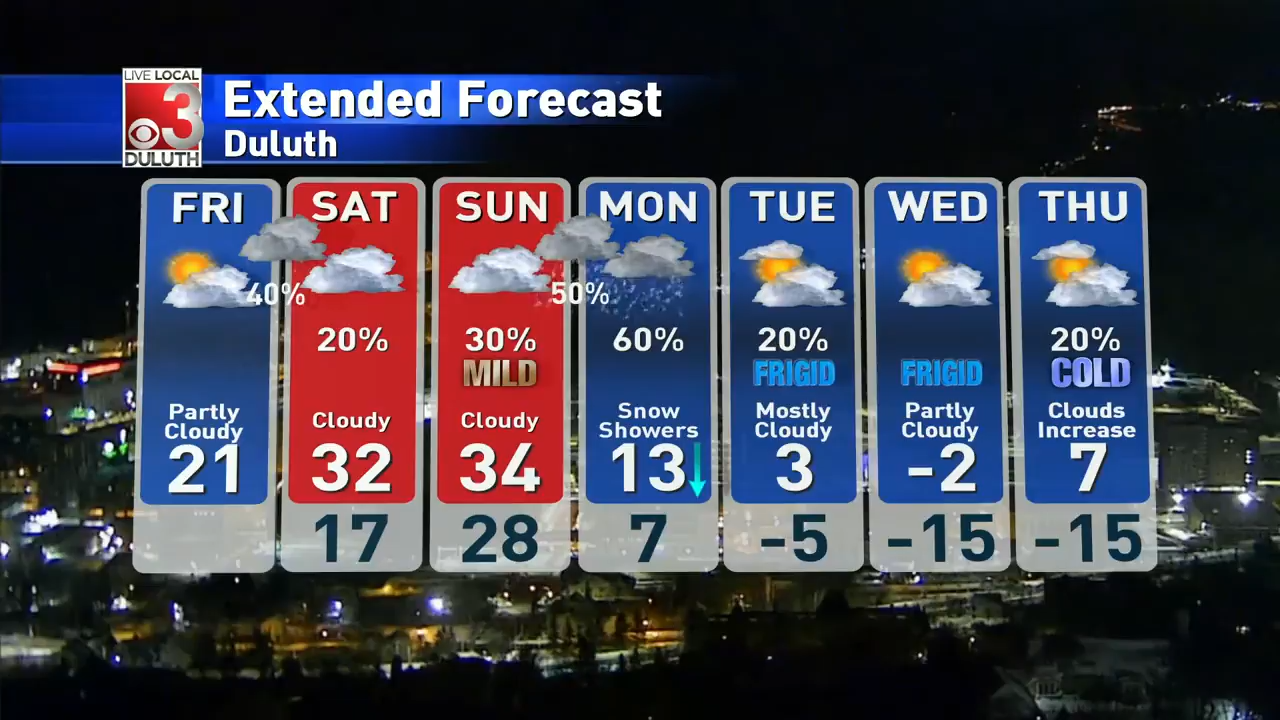 LIVE LOCAL
3
DULUTH
Extended Forecast
Duluth
FRI
40%
Partly
Cloudy
21
SAT
20%
Cloudy
32
17
SUN
50%
30%
MILD
Cloudy
34
28
MON
60%
Snow
Showers
13
7
TUE
20%
FRIGID
Mostly
Cloudy
3
-5
WED
FRIGID
Partly
Cloudy
-2
-15
THU
20%
COLD
Clouds
Increase
7
-15